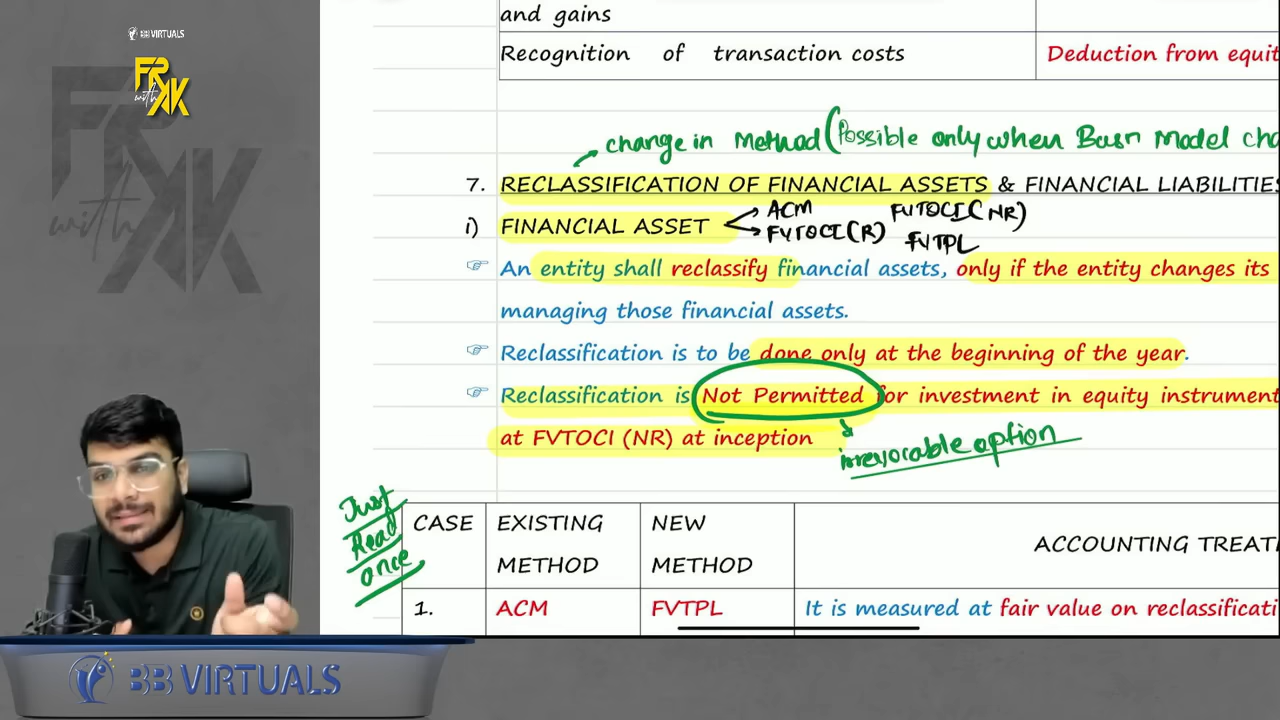 BB VIRTUALS
FR
with
AK
FR
with
AK
and gains
Recognition of transaction costs
Deduction from equit
change in method (Possible only when Busn Model cha
7. RECLASSIFICATION OF FINANCIAL ASSETS & FINANCIAL LIABILITIES
i) FINANCIAL ASSET
ACM FVTOCI (NR)
FVTOCI (R) FVTPL
An entity shall reclassify financial assets, only if the entity changes its
managing those financial assets.
Reclassification is to be done only at the beginning of the year.
Reclassification is Not Permitted for investment in equity instrument
at FVTOCI (NR) at inception
irrevocable option
Just
Read
once
CASE EXISTING METHOD NEW METHOD ACCOUNTING TREAT
1. ACM FVTPL It is measured at fair value on reclassificati
BB VIRTUALS